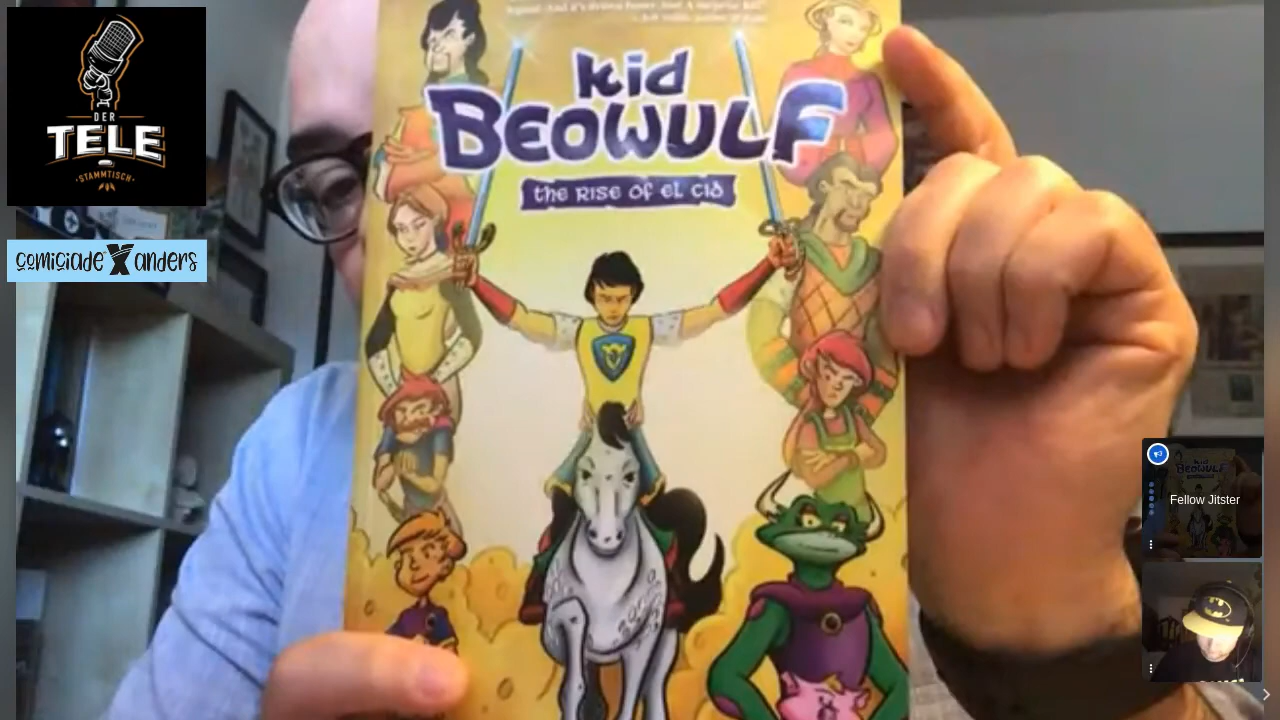 DER
TELE
STAMMTISCH
comiciade X anders
kid
BEOWULF
the RISE OF EL CID
Fellow Jitster